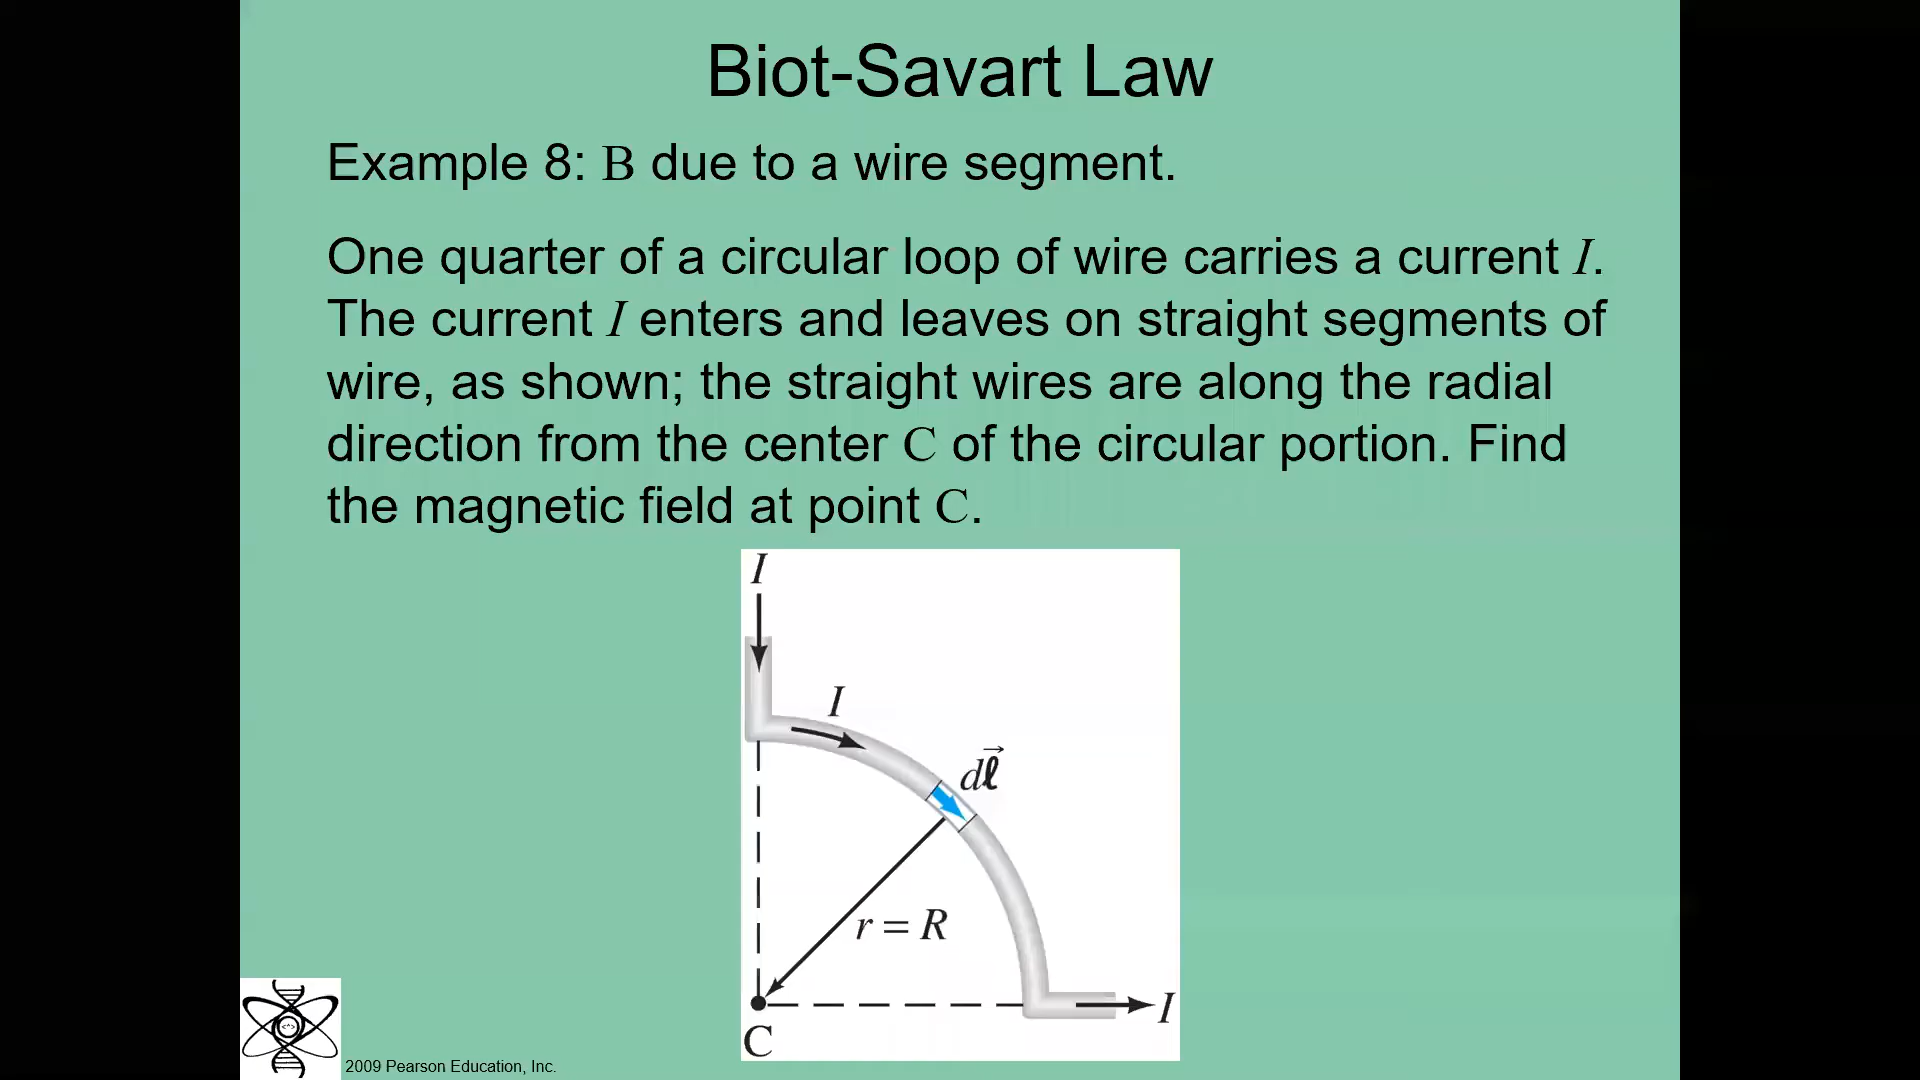 Biot-Savart Law
Example 8: B due to a wire segment.
One quarter of a circular loop of wire carries a current I.
The current I enters and leaves on straight segments of
wire, as shown; the straight wires are along the radial
direction from the center C of the circular portion. Find
the magnetic field at point C.
I
I
dℓ⃗
r = R
I
C
2009 Pearson Education, Inc.